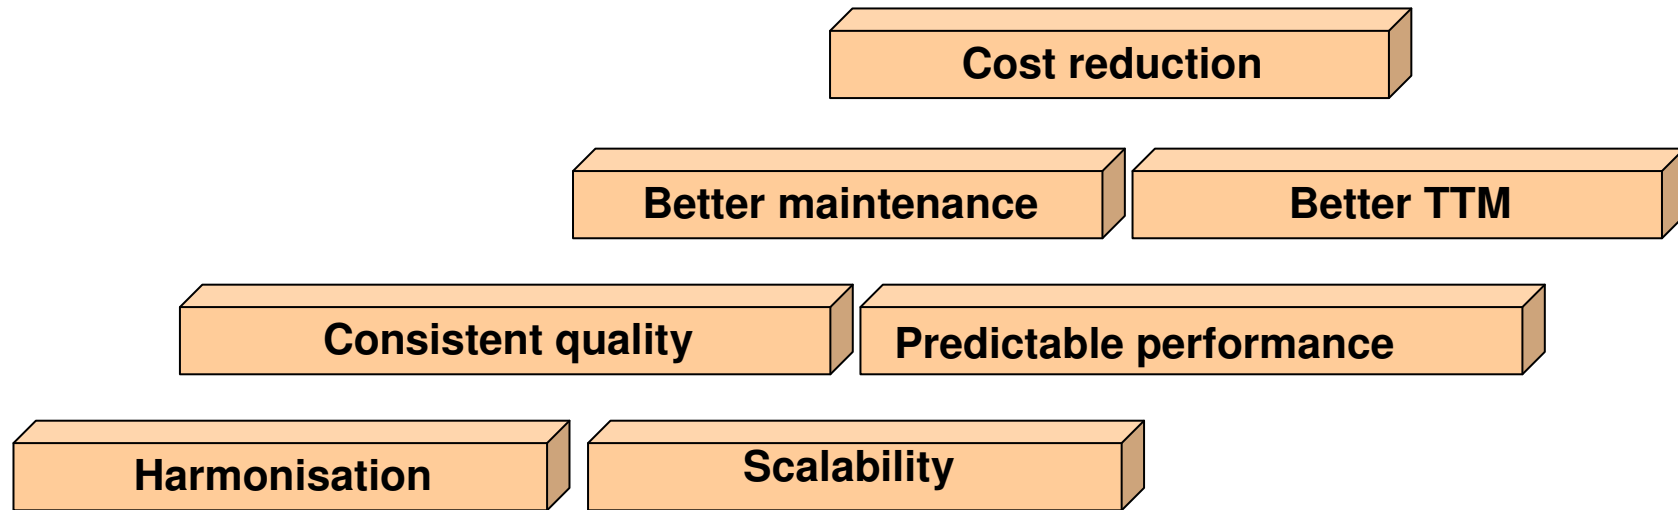 Cost reduction
Better maintenance
Better TTM
Consistent quality
Predictable performance
Harmonisation
Scalability